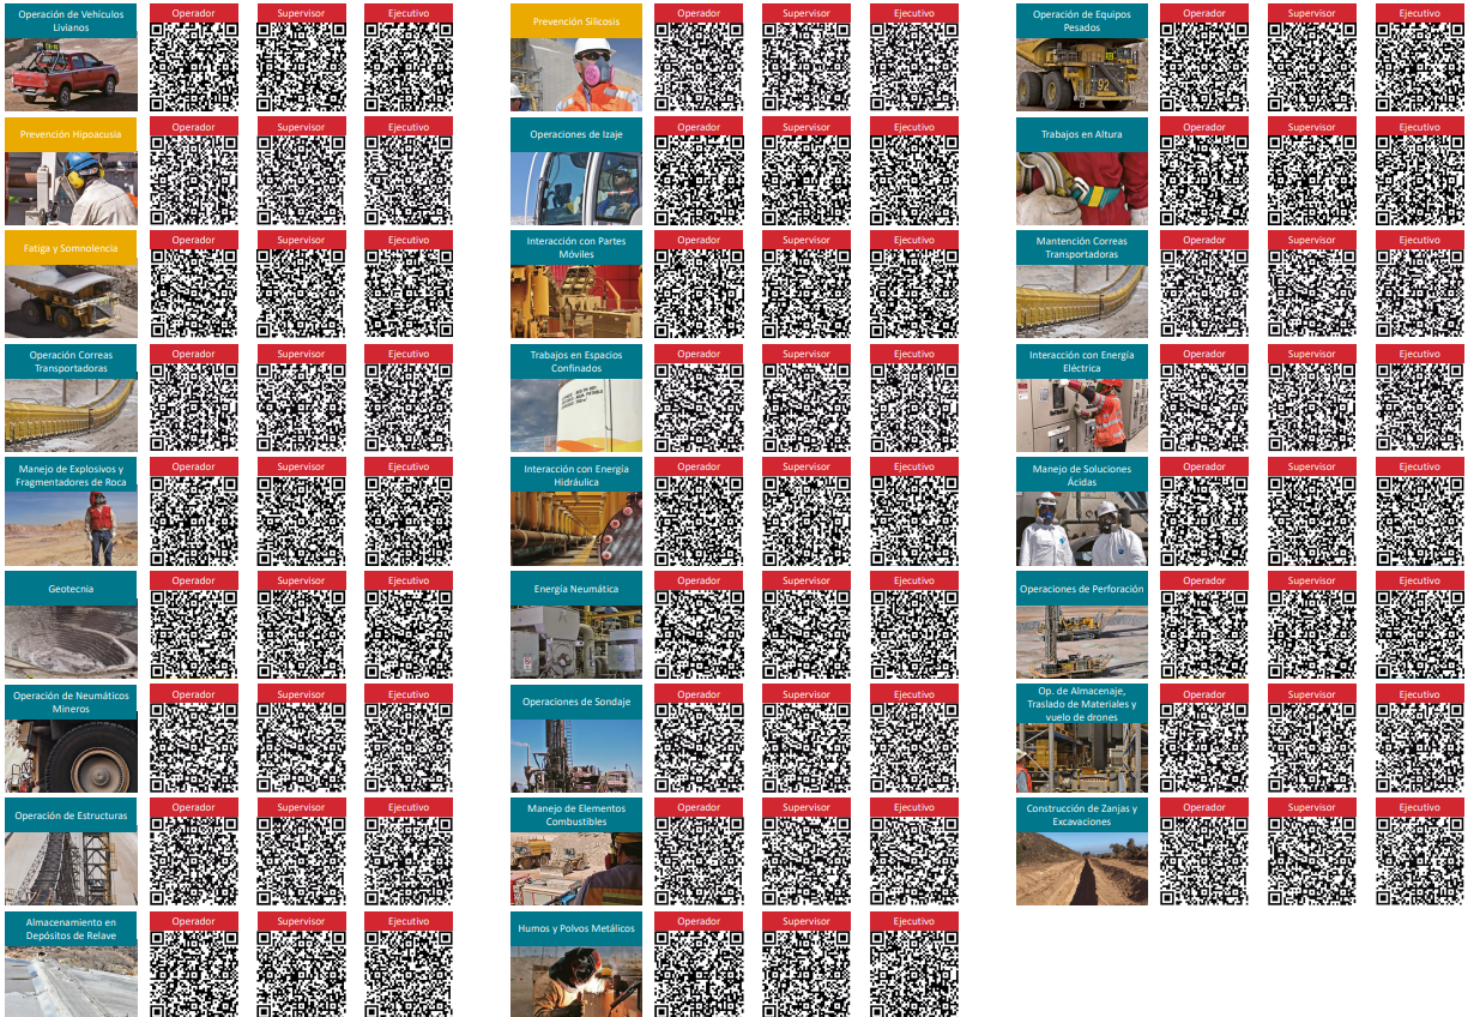 Operación de Vehículos
Livianos
Operador
Supervisor
Ejecutivo
Prevención Silicosis
Operador
Supervisor
Ejecutivo
Operación de Equipos
Pesados
92
Operador
Supervisor
Ejecutivo
Prevención Hipoacusia
Operador
Supervisor
Ejecutivo
Operaciones de Izaje
Operador
Supervisor
Ejecutivo
Trabajos en Altura
Operador
Supervisor
Ejecutivo
Fatiga y Somnolencia
Operador
Supervisor
Ejecutivo
Interacción con Partes
Móviles
Operador
Supervisor
Ejecutivo
Mantención Correas
Transportadoras
Operador
Supervisor
Ejecutivo
Operación Correas
Transportadoras
Operador
Supervisor
Ejecutivo
Trabajos en Espacios
Confinados
Operador
Supervisor
Ejecutivo
Interacción con Energía
Eléctrica
Operador
Supervisor
Ejecutivo
Manejo de Explosivos y
Fragmentadores de Roca
Operador
Supervisor
Ejecutivo
Interacción con Energía
Hidráulica
Operador
Supervisor
Ejecutivo
Manejo de Soluciones
Ácidas
Operador
Supervisor
Ejecutivo
Geotecnia
Operador
Supervisor
Ejecutivo
Energía Neumática
Operador
Supervisor
Ejecutivo
Operaciones de Perforación
Operador
Supervisor
Ejecutivo
Operación de Neumáticos
Mineros
Operador
Supervisor
Ejecutivo
Operaciones de Sondaje
Operador
Supervisor
Ejecutivo
Op. de Almacenaje,
Traslado de Materiales y
vuelo de drones
Operador
Supervisor
Ejecutivo
Operación de Estructuras
Operador
Supervisor
Ejecutivo
Manejo de Elementos
Combustibles
Operador
Supervisor
Ejecutivo
Construcción de Zanjas y
Excavaciones
Operador
Supervisor
Ejecutivo
Almacenamiento en
Depósitos de Relave
Operador
Supervisor
Ejecutivo
Humos y Polvos Metálicos
Operador
Supervisor
Ejecutivo